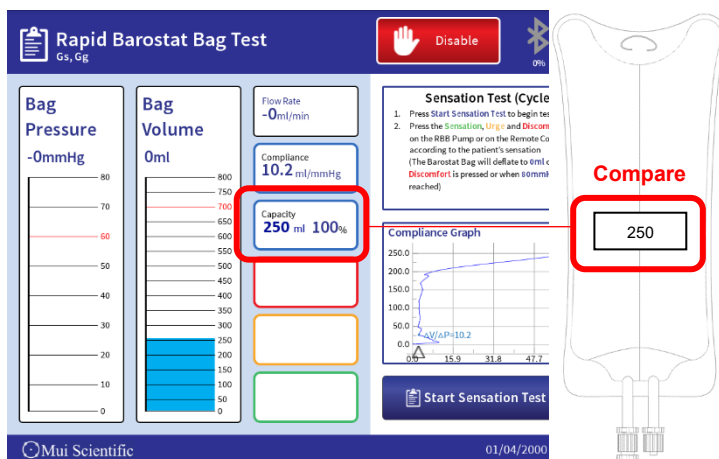 Rapid Barostat Bag Test
Gs, Gg
Disable
0%
Bag
Pressure
-0mmHg
80
70
60
50
40
30
20
10
0
Bag
Volume
0ml
800
750
700
650
600
550
500
450
400
350
300
250
200
150
100
50
0
Flow Rate
-0ml/min
Compliance
10.2 ml/mmHg
Capacity
250 ml 100%
Sensation Test (Cycle
1. Press Start Sensation Test to begin tes
2. Press the Sensation, Urge and Discom
on the RBB Pump or on the Remote Co
according to the patient's sensation
(The Barostat Bag will deflate to 0ml
Discomfort is pressed or when 80mmH
reached)
Compliance Graph
250.0
200.0
150.0
100.0
50.0
0.0
△V/△P=10.2
0.0
15.9
31.8
47.7
Start Sensation Test
Compare
250
Mui Scientific
01/04/2000